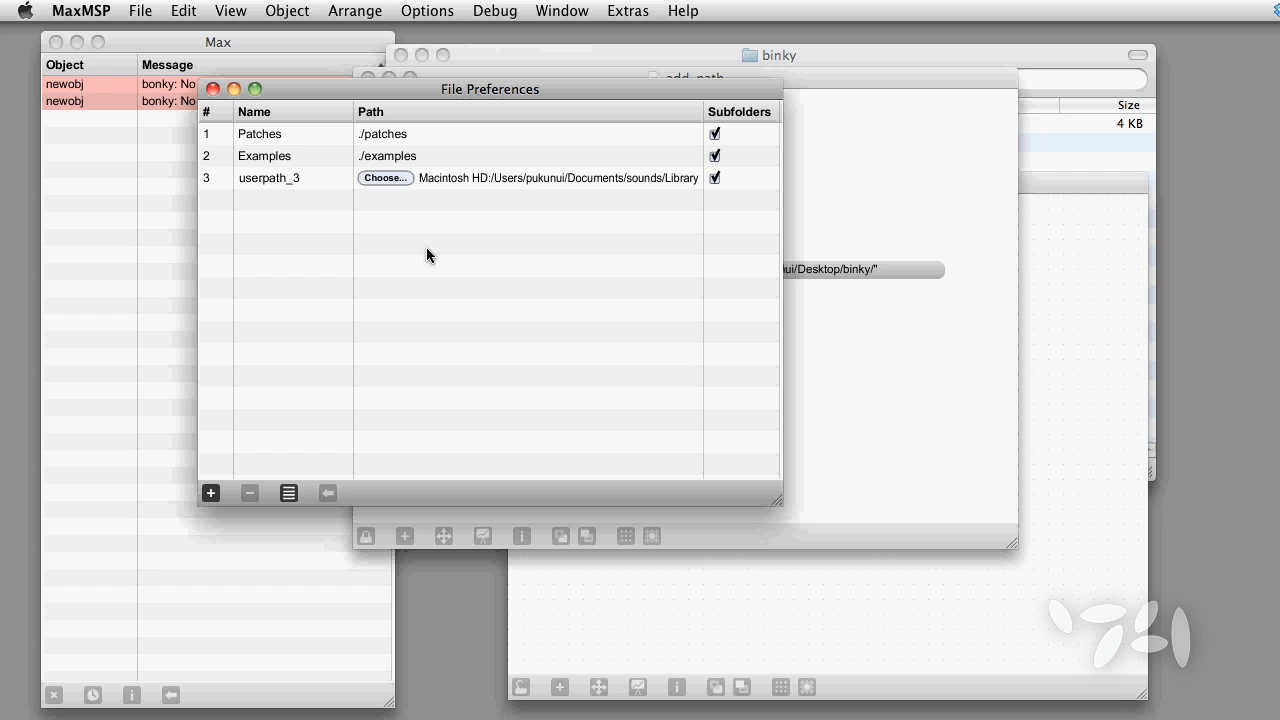 MaxMSP File Edit View Object Arrange Options Debug Window Extras Help
Max
binky
Object Message
newobj bonky: No
newobj bonky: No
File Preferences
# Name Path Subfolders
1 Patches ./patches
2 Examples ./examples
3 userpath_3 Choose... Macintosh HD:/Users/pukunui/Documents/sounds/Library
Size
4 KB
/Desktop/binky/"